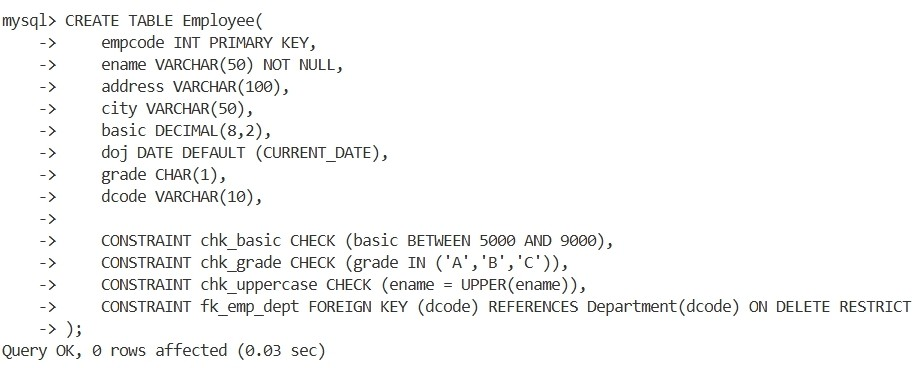 mysql> CREATE TABLE Employee(
    ->     empcode INT PRIMARY KEY,
    ->     ename VARCHAR(50) NOT NULL,
    ->     address VARCHAR(100),
    ->     city VARCHAR(50),
    ->     basic DECIMAL(8,2),
    ->     doj DATE DEFAULT (CURRENT_DATE),
    ->     grade CHAR(1),
    ->     dcode VARCHAR(10),
    ->
    ->     CONSTRAINT chk_basic CHECK (basic BETWEEN 5000 AND 9000),
    ->     CONSTRAINT chk_grade CHECK (grade IN ('A','B','C')),
    ->     CONSTRAINT chk_uppercase CHECK (ename = UPPER(ename)),
    ->     CONSTRAINT fk_emp_dept FOREIGN KEY (dcode) REFERENCES Department(dcode) ON DELETE RESTRICT
    -> );
Query OK, 0 rows affected (0.03 sec)